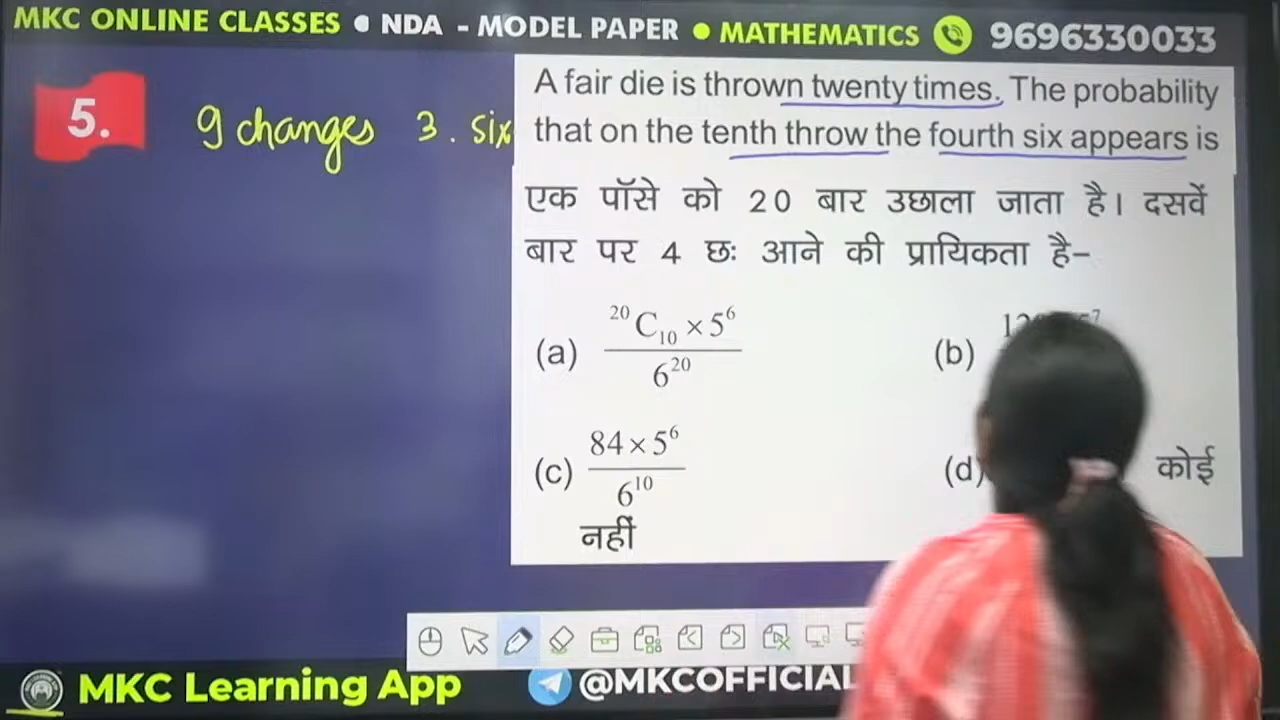 MKC ONLINE CLASSES ● NDA - MODEL PAPER ● MATHEMATICS 9696330033
5.
9 changes 3. six
A fair die is thrown twenty times. The probability
that on the tenth throw the fourth six appears is
एक पॉसे को 20 बार उछाला जाता है। दसवें
बार पर 4 छः आने की प्रायिकता है–
(a) ²⁰C₁₀ × 5⁶ / 6²⁰
(b)
(c) 84 × 5⁶ / 6¹⁰
(d) कोई
नहीं
MKC Learning App @MKCOFFICIAL